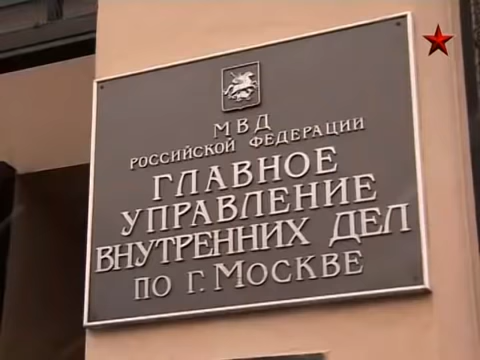 МВД
РОССИЙСКОЙ ФЕДЕРАЦИИ
ГЛАВНОЕ
УПРАВЛЕНИЕ
ВНУТРЕННИХ ДЕЛ
ПО Г. МОСКВЕ